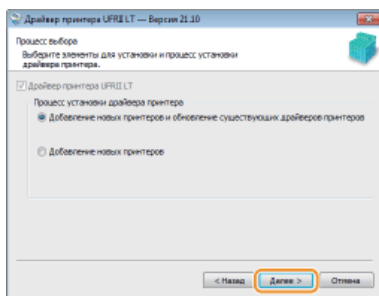 Драйвер принтера UFRII LT — Версия 21.10
Процесс выбора
Выберите элементы для установки и процесс установки
драйвера принтера.
Драйвер принтера UFRII LT
Процесс установки драйвера принтера
Добавление новых принтеров и обновление существующих драйверов принтеров
Добавление новых принтеров
< Назад
Далее >
Отмена